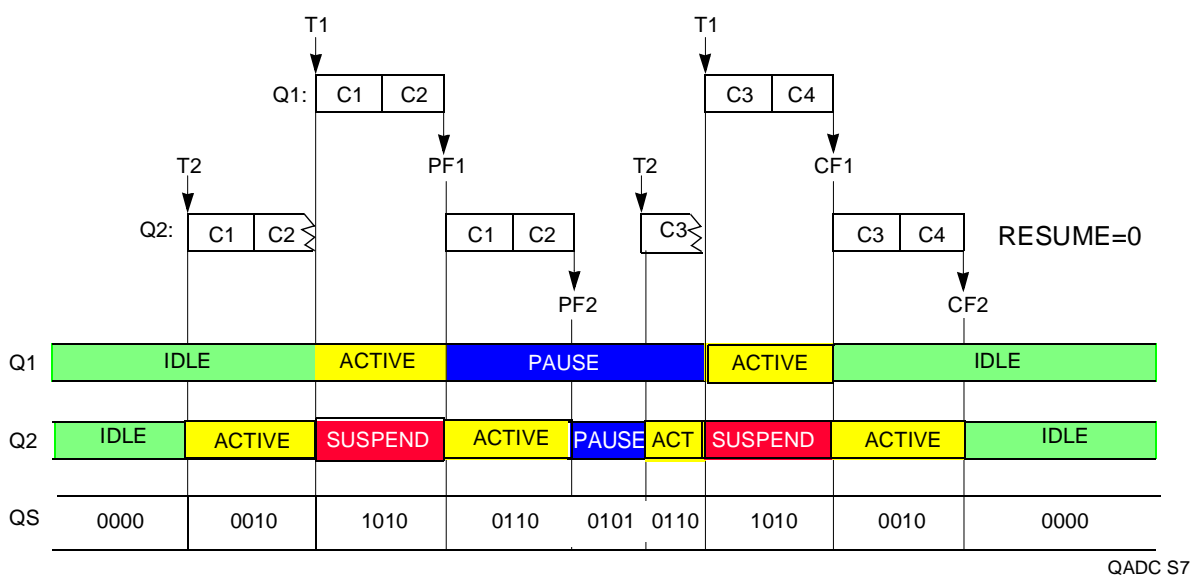 T1 T1
Q1: C1 C2 C3 C4
T2 PF1 T2 CF1
Q2: C1 C2 C1 C2 C3 C3 C4 RESUME=0
PF2 CF2
Q1 IDLE ACTIVE PAUSE ACTIVE IDLE
Q2 IDLE ACTIVE SUSPEND ACTIVE PAUSE ACT SUSPEND ACTIVE IDLE
QS 0000 0010 1010 0110 0101 0110 1010 0010 0000
QADC S7